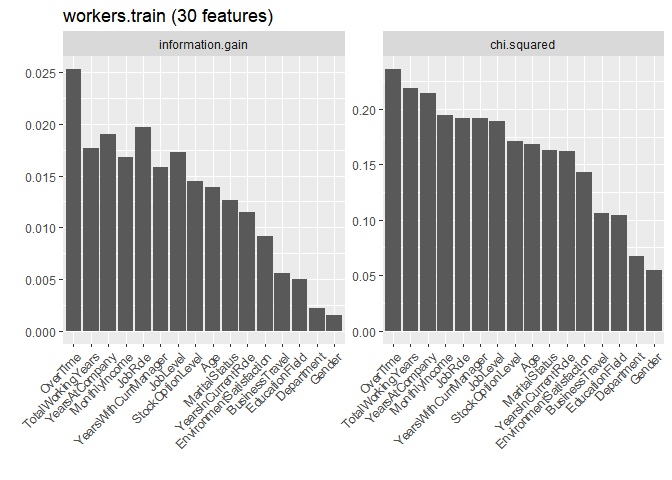 workers.train (30 features)
information.gain
chi.squared
0.025
0.020
0.015
0.010
0.005
0.000
0.20
0.15
0.10
0.05
0.00
OverTime
TotalWorkingYears
YearsAtCompany
MonthlyIncome
JobRole
YearsWithCurrManager
JobLevel
StockOptionLevel
Age
MaritalStatus
YearsInCurrentRole
EnvironmentSatisfaction
BusinessTravel
EducationField
Department
Gender
OverTime
TotalWorkingYears
YearsAtCompany
MonthlyIncome
JobRole
YearsWithCurrManager
JobLevel
StockOptionLevel
Age
MaritalStatus
YearsInCurrentRole
EnvironmentSatisfaction
BusinessTravel
EducationField
Department
Gender